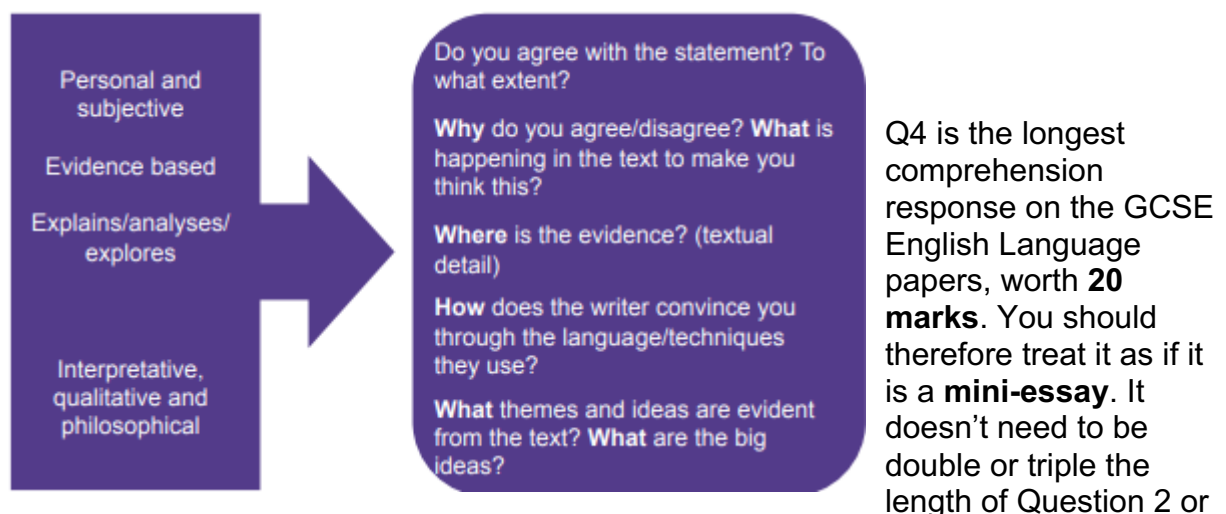 Personal and
subjective
Evidence based
Explains/analyses/
explores
Interpretative,
qualitative and
philosophical
Do you agree with the statement? To
what extent?
Why do you agree/disagree? What is
happening in the text to make you
think this?
Where is the evidence? (textual
detail)
How does the writer convince you
through the language/techniques
they use?
What themes and ideas are evident
from the text? What are the big
ideas?
Q4 is the longest
comprehension
response on the GCSE
English Language
papers, worth 20
marks. You should
therefore treat it as if it
is a mini-essay. It
doesn’t need to be
double or triple the
length of Question 2 or